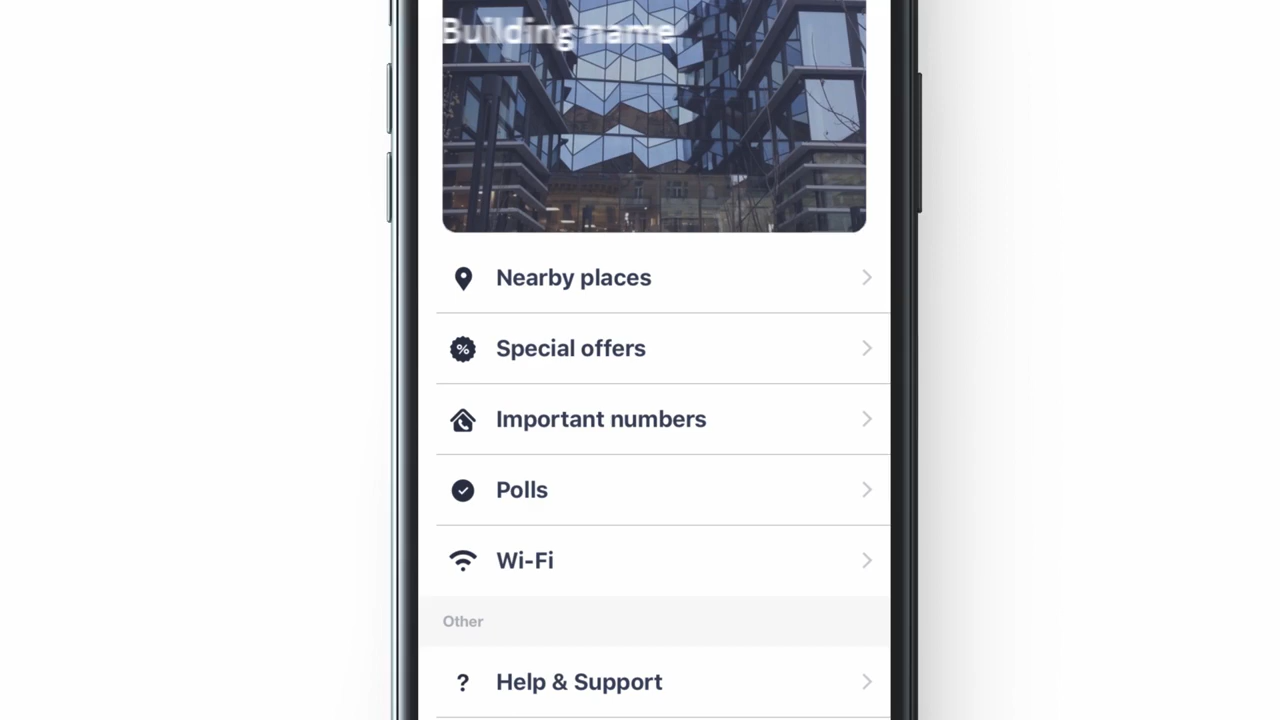 Building name
Nearby places
Special offers
Important numbers
Polls
Wi-Fi
Other
Help & Support